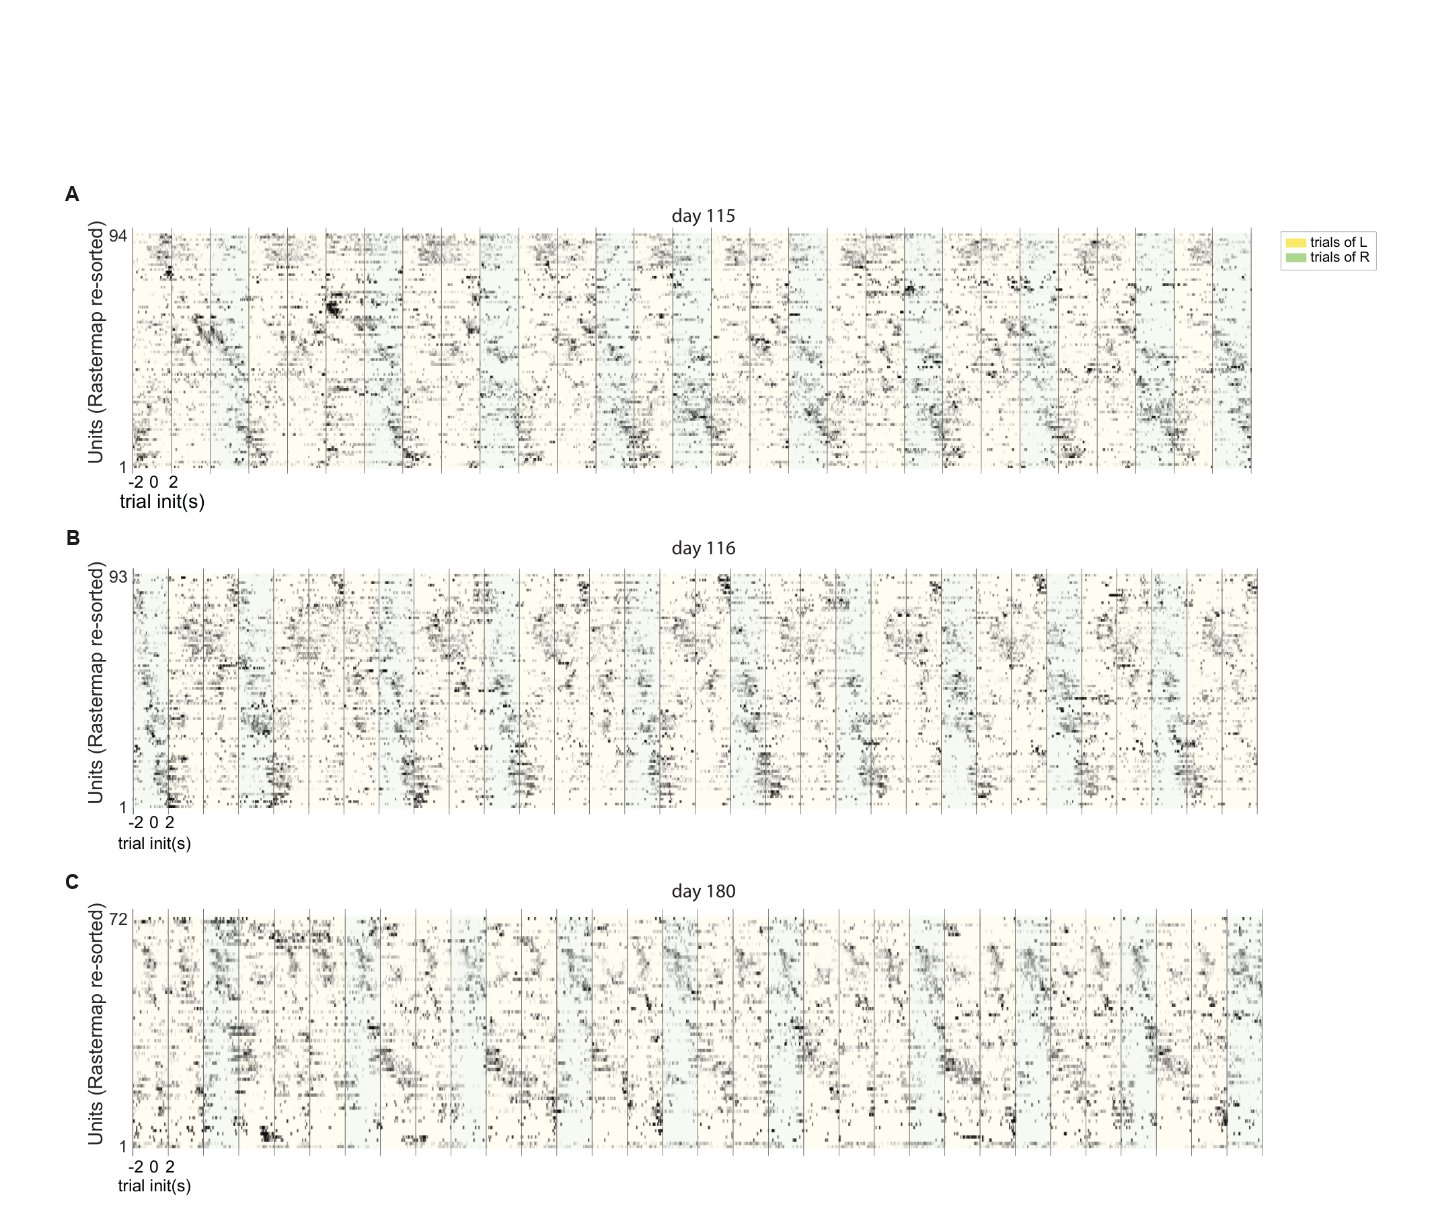 A
day 115
Units (Rastermap re-sorted)
94
1
-2 0 2
trial init(s)
trials of L
trials of R
B
day 116
Units (Rastermap re-sorted)
93
1
-2 0 2
trial init(s)
C
day 180
Units (Rastermap re-sorted)
72
1
-2 0 2
trial init(s)